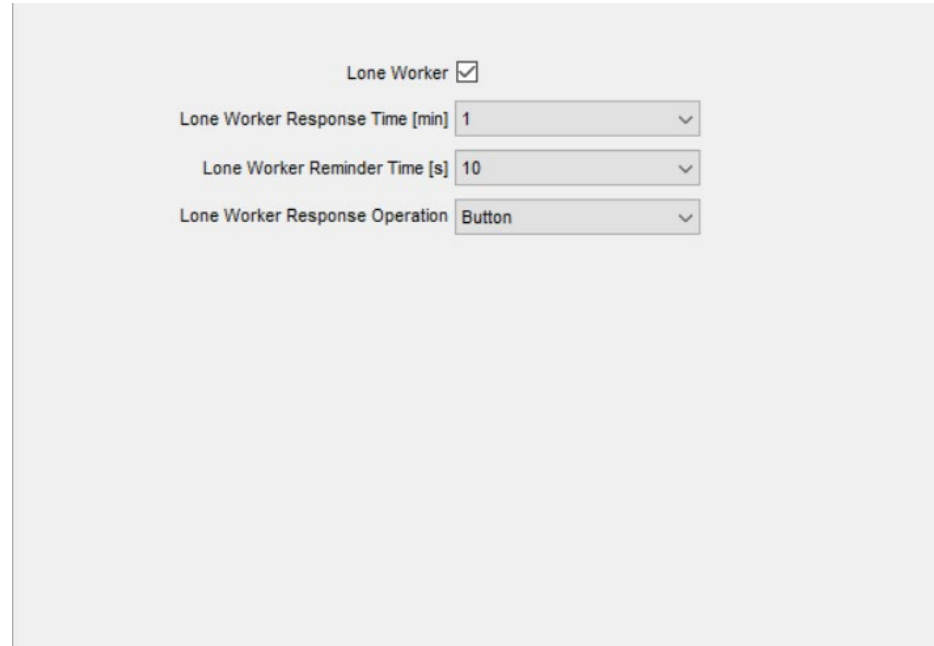 Lone Worker
Lone Worker Response Time [min] 1
Lone Worker Reminder Time [s] 10
Lone Worker Response Operation Button